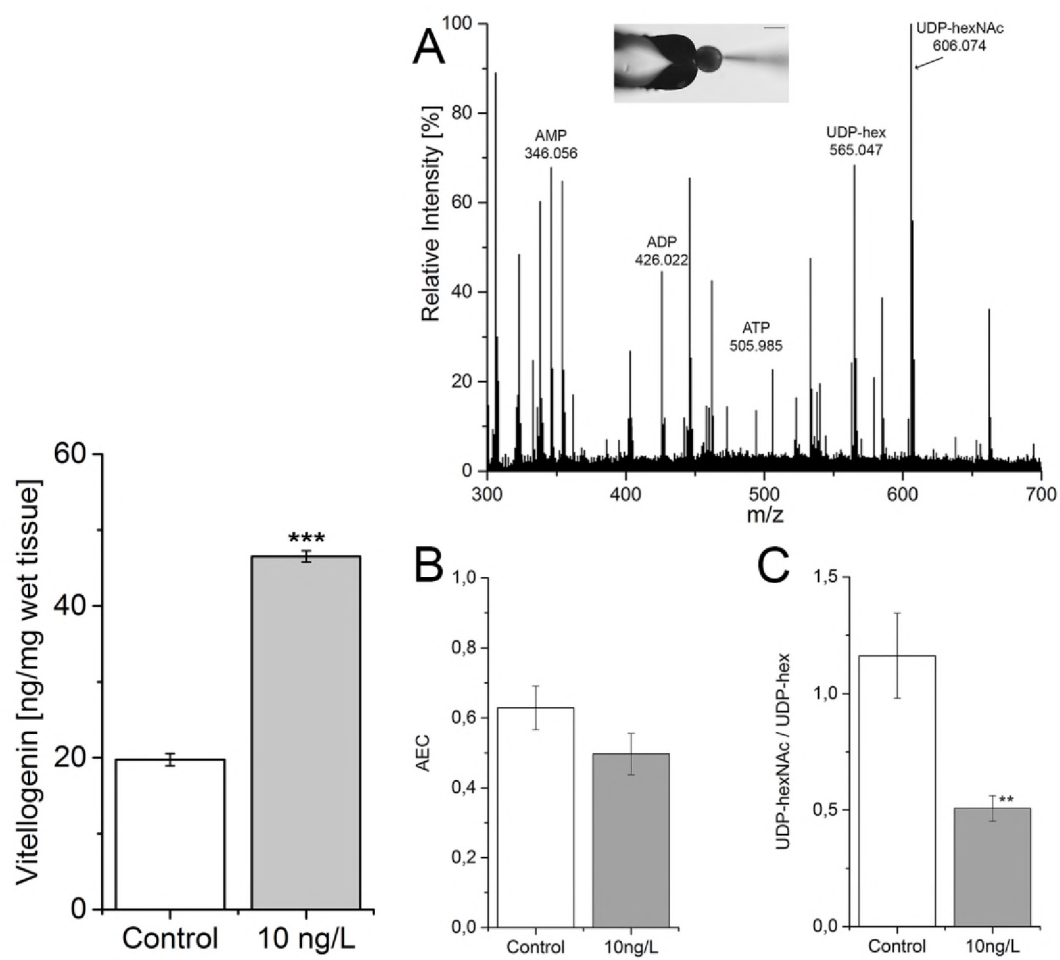 A
100
80
60
40
20
0
Relative Intensity [%]
AMP
346.056
ADP
426.022
ATP
505.985
UDP-hex
565.047
UDP-hexNAc
606.074
300
400
500
600
700
m/z
60
40
20
0
Vitellogenin [ng/mg wet tissue]
***
Control
10 ng/L
B
1,0
0,8
0,6
0,4
0,2
0,0
AEC
Control
10ng/L
C
1,5
1,0
0,5
0,0
UDP-hexNAc / UDP-hex
**
Control
10ng/L